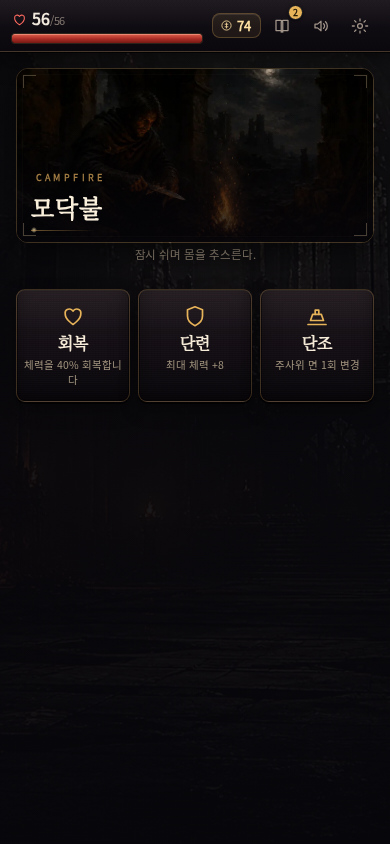 56/56
74
2
CAMPFIRE
모닥불
잠시 쉬며 몸을 추스른다.
회복
체력을 40% 회복합니
다
단련
최대 체력 +8
단조
주사위 면 1회 변경